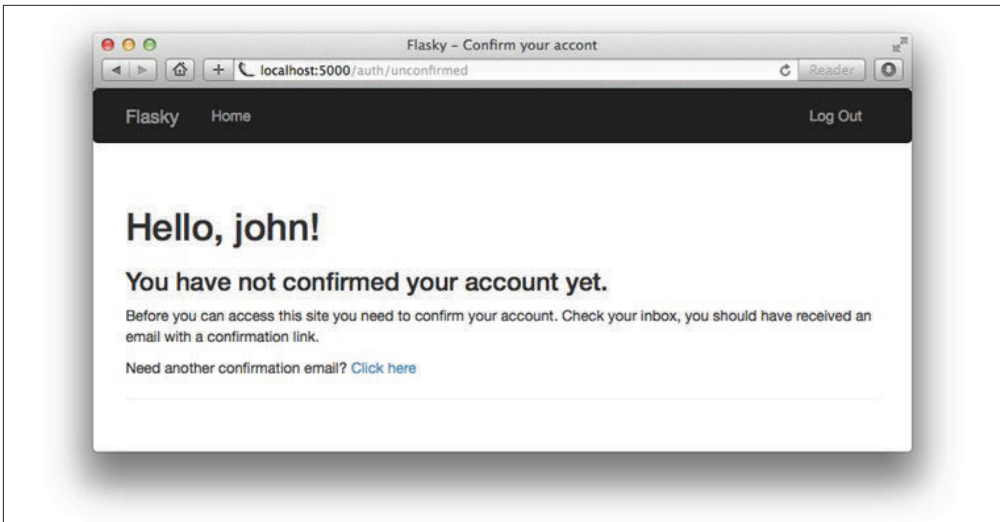 Flasky – Confirm your accont
localhost:5000/auth/unconfirmed
Reader
Flasky Home Log Out
Hello, john!
You have not confirmed your account yet.
Before you can access this site you need to confirm your account. Check your inbox, you should have received an
email with a confirmation link.
Need another confirmation email? Click here